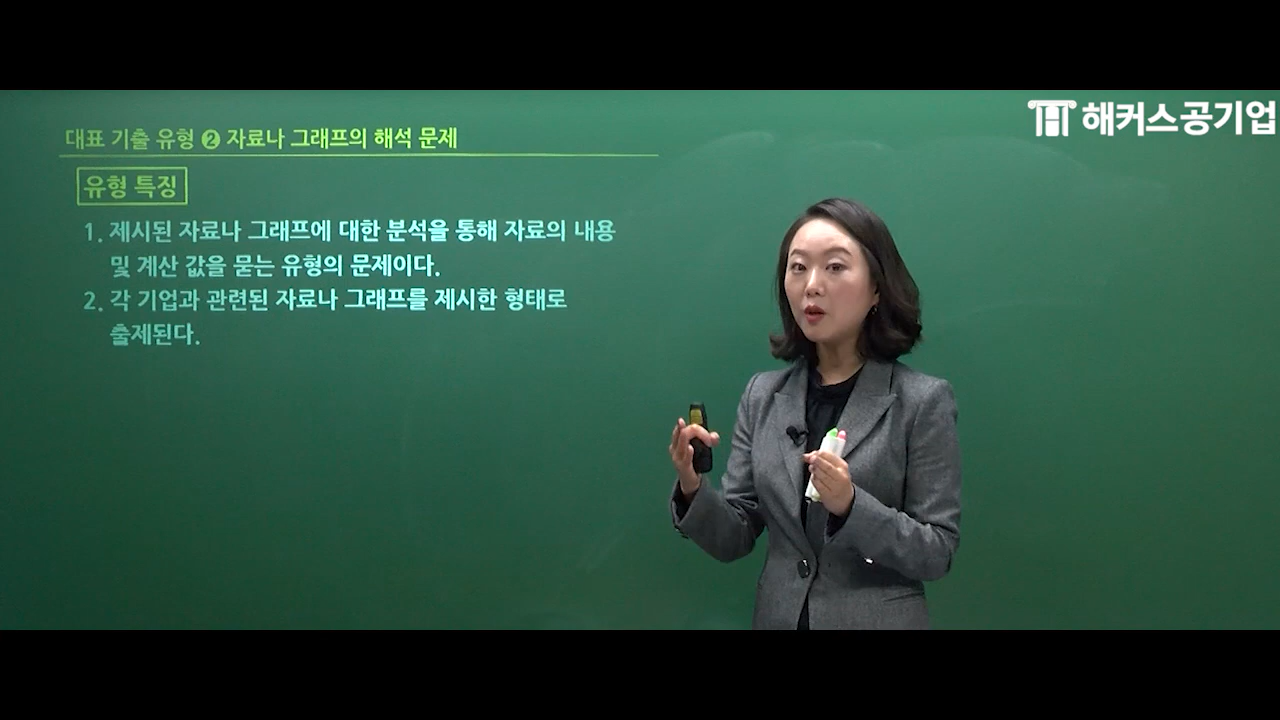 해커스공기업
대표 기출 유형 ❷ 자료나 그래프의 해석 문제
유형 특징
1. 제시된 자료나 그래프에 대한 분석을 통해 자료의 내용
및 계산 값을 묻는 유형의 문제이다.
2. 각 기업과 관련된 자료나 그래프를 제시한 형태로
출제된다.